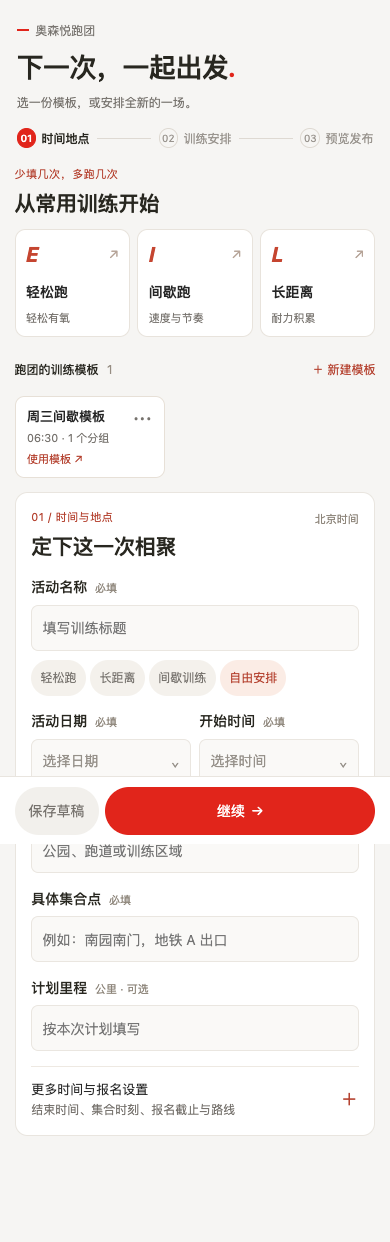 奥森悦跑团
下一次，一起出发.
选一份模板，或安排全新的一场。
01 时间地点 02 训练安排 03 预览发布
少填几次，多跑几次
从常用训练开始
E ↗ I ↗ L ↗
轻松跑 间歇跑 长距离
轻松有氧 速度与节奏 耐力积累
跑团的训练模板 1 + 新建模板
周三间歇模板 ...
06:30 · 1 个分组
使用模板 ↗
01 / 时间与地点 北京时间
定下这一次相聚
活动名称 必填
填写训练标题
轻松跑 长距离 间歇训练 自由安排
活动日期 必填 开始时间 必填
选择日期 选择时间
保存草稿 继续 →
公园、跑道或训练区域
具体集合点 必填
例如：南园南门，地铁 A 出口
计划里程 公里 · 可选
按本次计划填写
更多时间与报名设置 +
结束时间、集合时刻、报名截止与路线